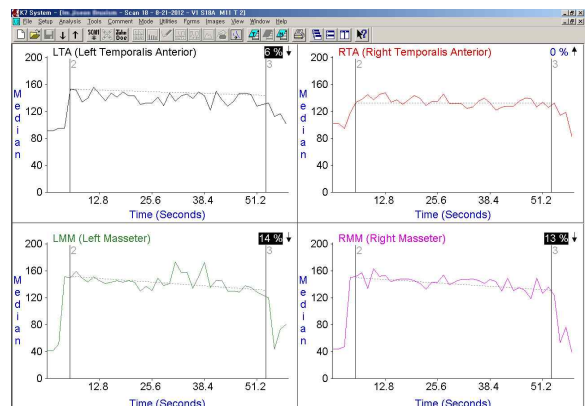 K7 System - - Scan 18 - 8-21-2012 - V1 S18A M11 T 2]
File Setup Analysis Tools Comment Mode Utilities Forms Images View Window Help
LTA (Left Temporalis Anterior) 6 %
2 3
200
160
120
80
40
0
Median
12.8 25.6 38.4 51.2
Time (Seconds)
RTA (Right Temporalis Anterior) 0 %
2 3
200
160
120
80
40
0
Median
12.8 25.6 38.4 51.2
Time (Seconds)
LMM (Left Masseter) 14 %
2 3
200
160
120
80
40
0
Median
12.8 25.6 38.4 51.2
Time (Seconds)
RMM (Right Masseter) 13 %
2 3
200
160
120
80
40
0
Median
12.8 25.6 38.4 51.2
Time (Seconds)